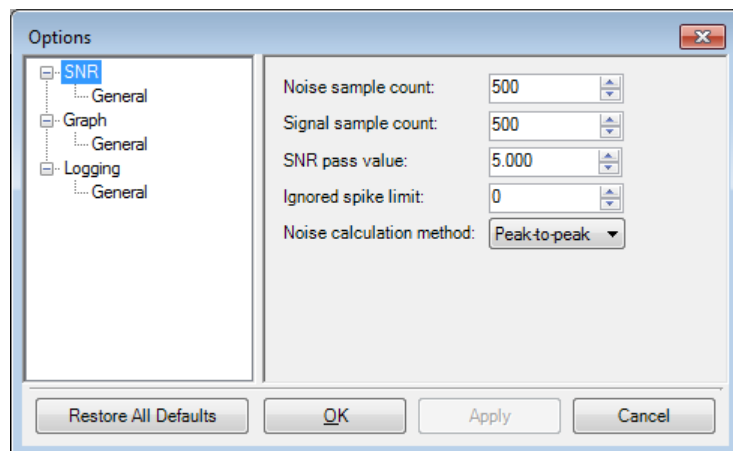 Options
SNR
General
Graph
General
Logging
General
Noise sample count: 500
Signal sample count: 500
SNR pass value: 5.000
Ignored spike limit: 0
Noise calculation method: Peak-to-peak
Restore All Defaults OK Apply Cancel